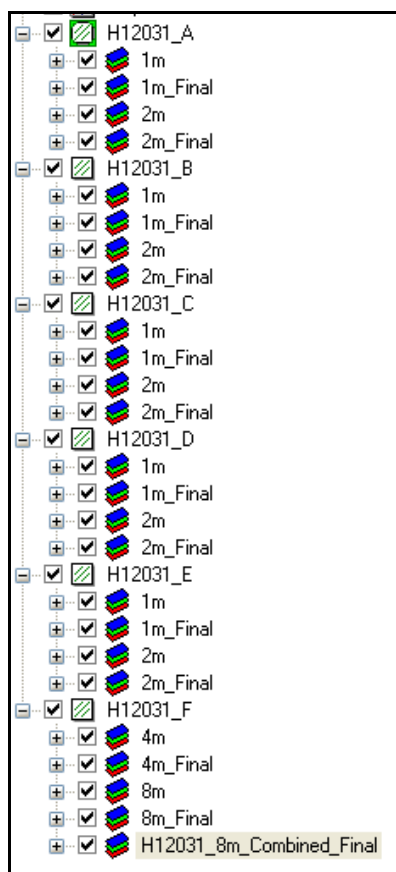 H12031_A
1m
1m_Final
2m
2m_Final
H12031_B
1m
1m_Final
2m
2m_Final
H12031_C
1m
1m_Final
2m
2m_Final
H12031_D
1m
1m_Final
2m
2m_Final
H12031_E
1m
1m_Final
2m
2m_Final
H12031_F
4m
4m_Final
8m
8m_Final
H12031_8m_Combined_Final